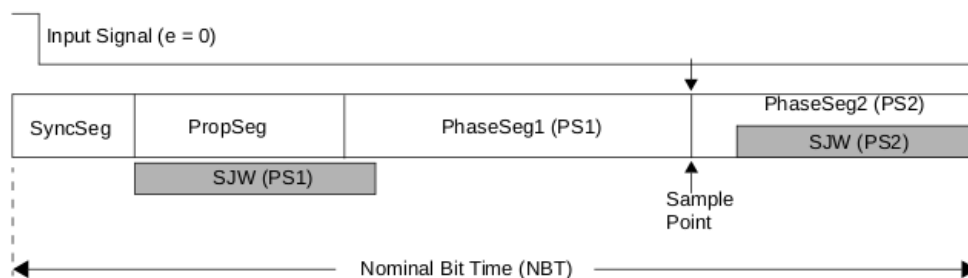 Input Signal (e = 0)
SyncSeg
PropSeg
PhaseSeg1 (PS1)
PhaseSeg2 (PS2)
SJW (PS2)
SJW (PS1)
Sample
Point
Nominal Bit Time (NBT)